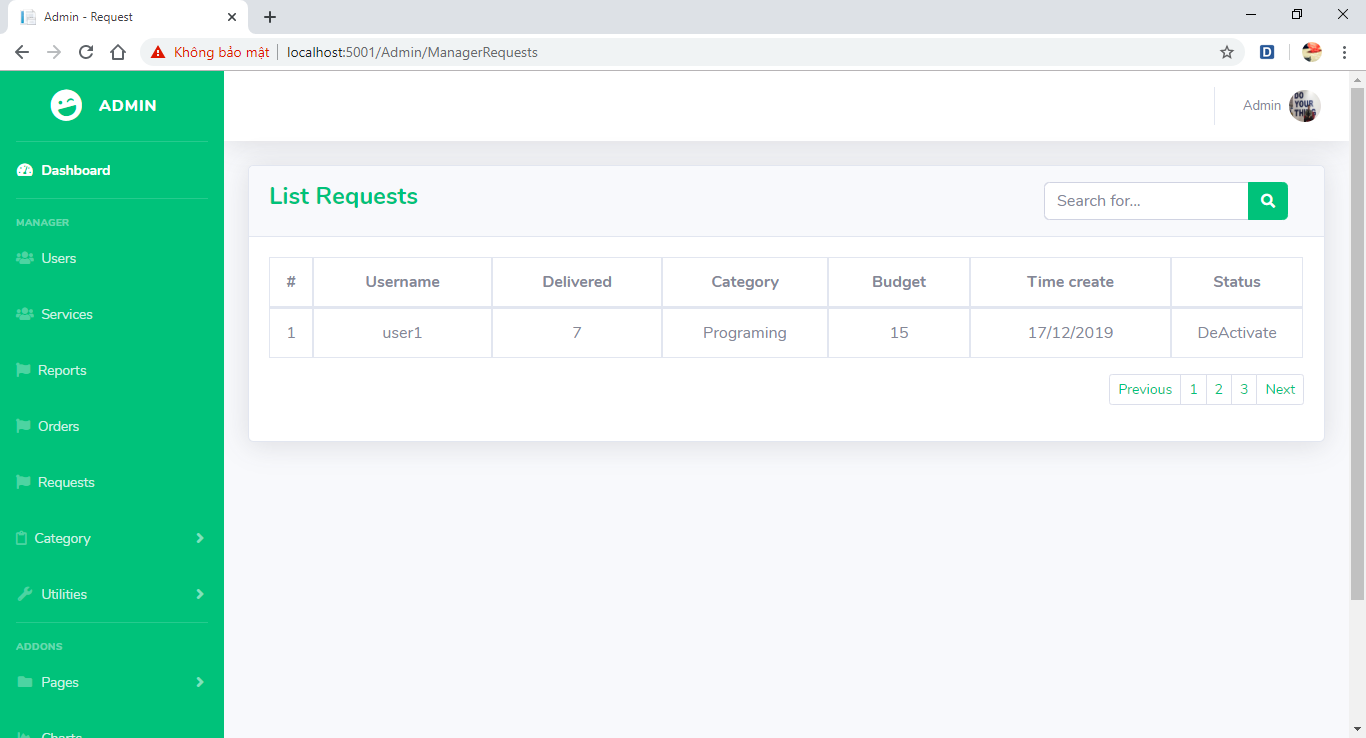 Admin - Request
Không bảo mật localhost:5001/Admin/ManagerRequests
ADMIN
Admin
DO
YOUR
Dashboard
MANAGER
Users
Services
Reports
Orders
Requests
Category
Utilities
ADDONS
Pages
Charts
List Requests
Search for...
# Username Delivered Category Budget Time create Status
1 user1 7 Programing 15 17/12/2019 DeActivate
Previous 1 2 3 Next